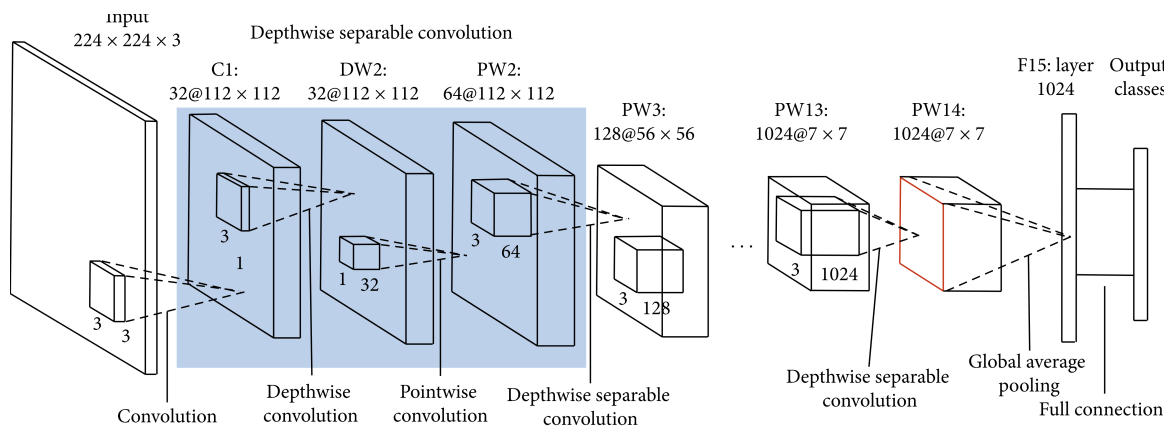 Input
224 × 224 × 3
Depthwise separable convolution
C1:
32@112 × 112
DW2:
32@112 × 112
PW2:
64@112 × 112
PW3:
128@56 × 56
PW13:
1024@7 × 7
PW14:
1024@7 × 7
F15: layer
1024
Output
classes
3
3
3
1
1
32
3
64
3
128
...
3
1024
Convolution
Depthwise
convolution
Pointwise
convolution
Depthwise separable
convolution
Depthwise separable
convolution
Global average
pooling
Full connection